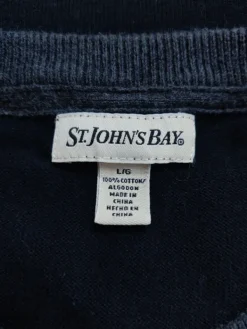 ST. JOHN'S BAY®
L/G
100% COTTON/
ALGODON
MADE IN
CHINA
HECHO EN
CHINA